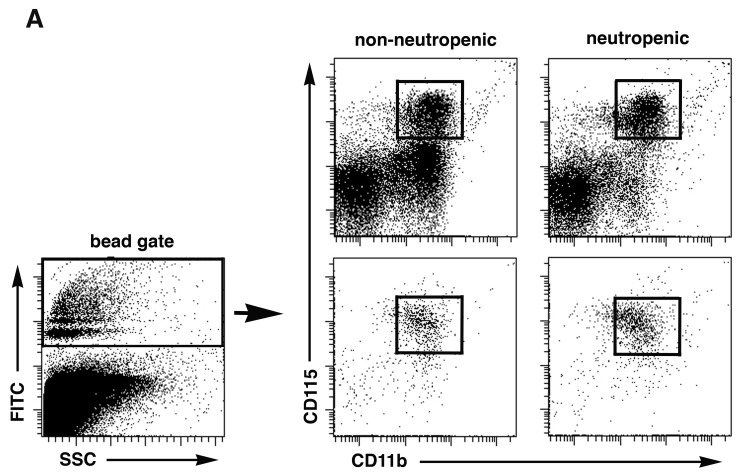 A
non-neutropenic
neutropenic
bead gate
FITC
SSC
CD115
CD11b